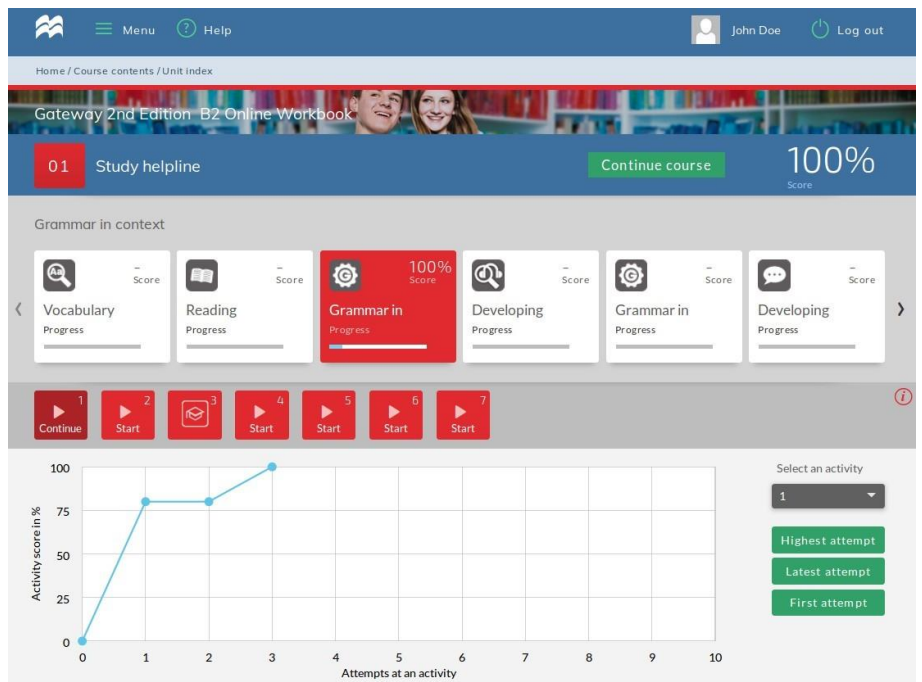 Menu ? Help John Doe Log out
Home / Course contents / Unit index
Gateway 2nd Edition B2 Online Workbook
01 Study helpline Continue course 100%
Score
Grammar in context
Aa – Score
Vocabulary
Progress
– Score
Reading
Progress
G 100% Score
Grammar in
Progress
– Score
Developing
Progress
G – Score
Grammar in
Progress
– Score
Developing
Progress
1 Continue
2 Start
3
4 Start
5 Start
6 Start
7 Start
i
Activity score in %
100
75
50
25
0
0 1 2 3 4 5 6 7 8 9 10
Attempts at an activity
Select an activity
1
Highest attempt
Latest attempt
First attempt